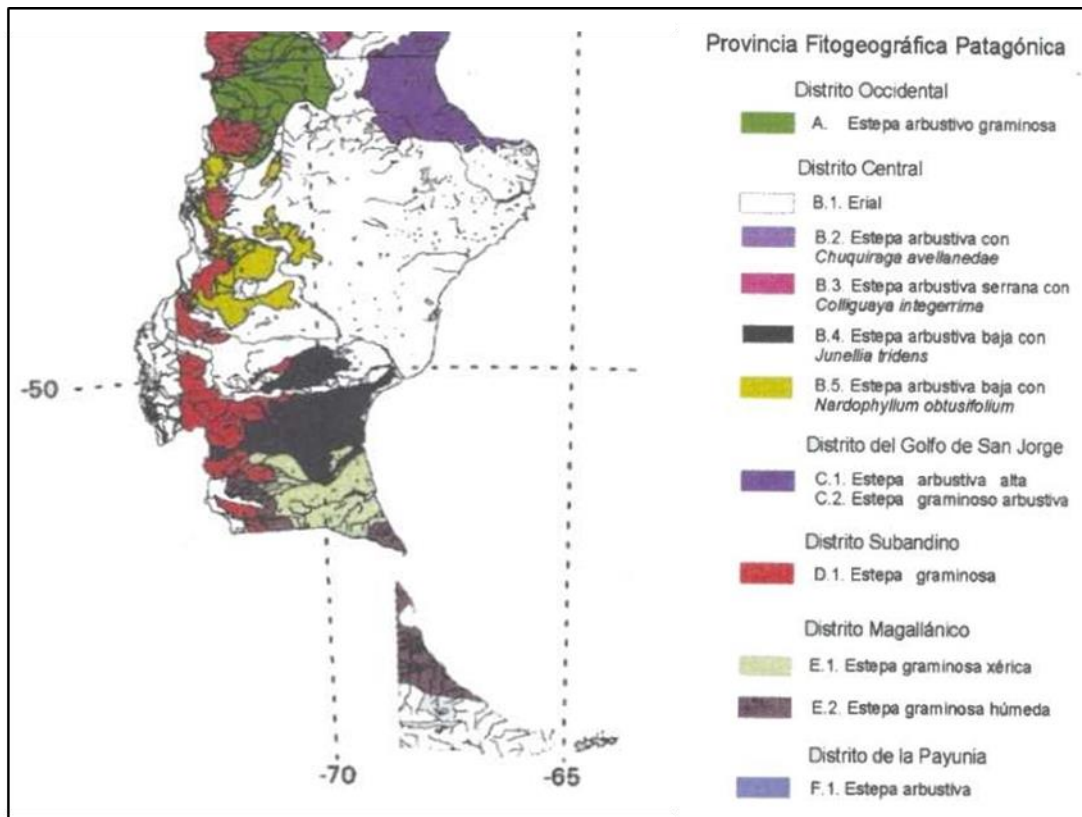 Provincia Fitogeográfica Patagónica
Distrito Occidental
A. Estepa arbustivo graminosa
Distrito Central
B.1. Erial
B.2. Estepa arbustiva con
Chuquiraga avellanedae
B.3. Estepa arbustiva serrana con
Colliguaya integerrima
B.4. Estepa arbustiva baja con
Junellia tridens
B.5. Estepa arbustiva baja con
Nardophyllum obtusifolium
Distrito del Golfo de San Jorge
C.1. Estepa arbustiva alta
C.2. Estepa graminoso arbustiva
Distrito Subandino
D.1. Estepa graminosa
Distrito Magallánico
E.1. Estepa graminosa xérica
E.2. Estepa graminosa húmeda
Distrito de la Payunia
F.1. Estepa arbustiva
-50
-70
-65